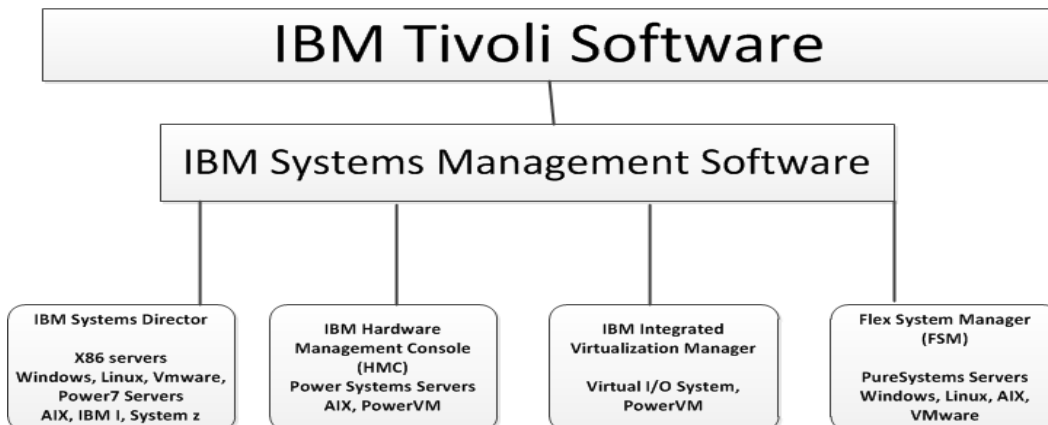 IBM Tivoli Software
IBM Systems Management Software
IBM Systems Director
X86 servers
Windows, Linux, Vmware,
Power7 Servers
AIX, IBM I, System z
IBM Hardware
Management Console
(HMC)
Power Systems Servers
AIX, PowerVM
IBM Integrated
Virtualization Manager
Virtual I/O System,
PowerVM
Flex System Manager
(FSM)
PureSystems Servers
Windows, Linux, AIX,
VMware